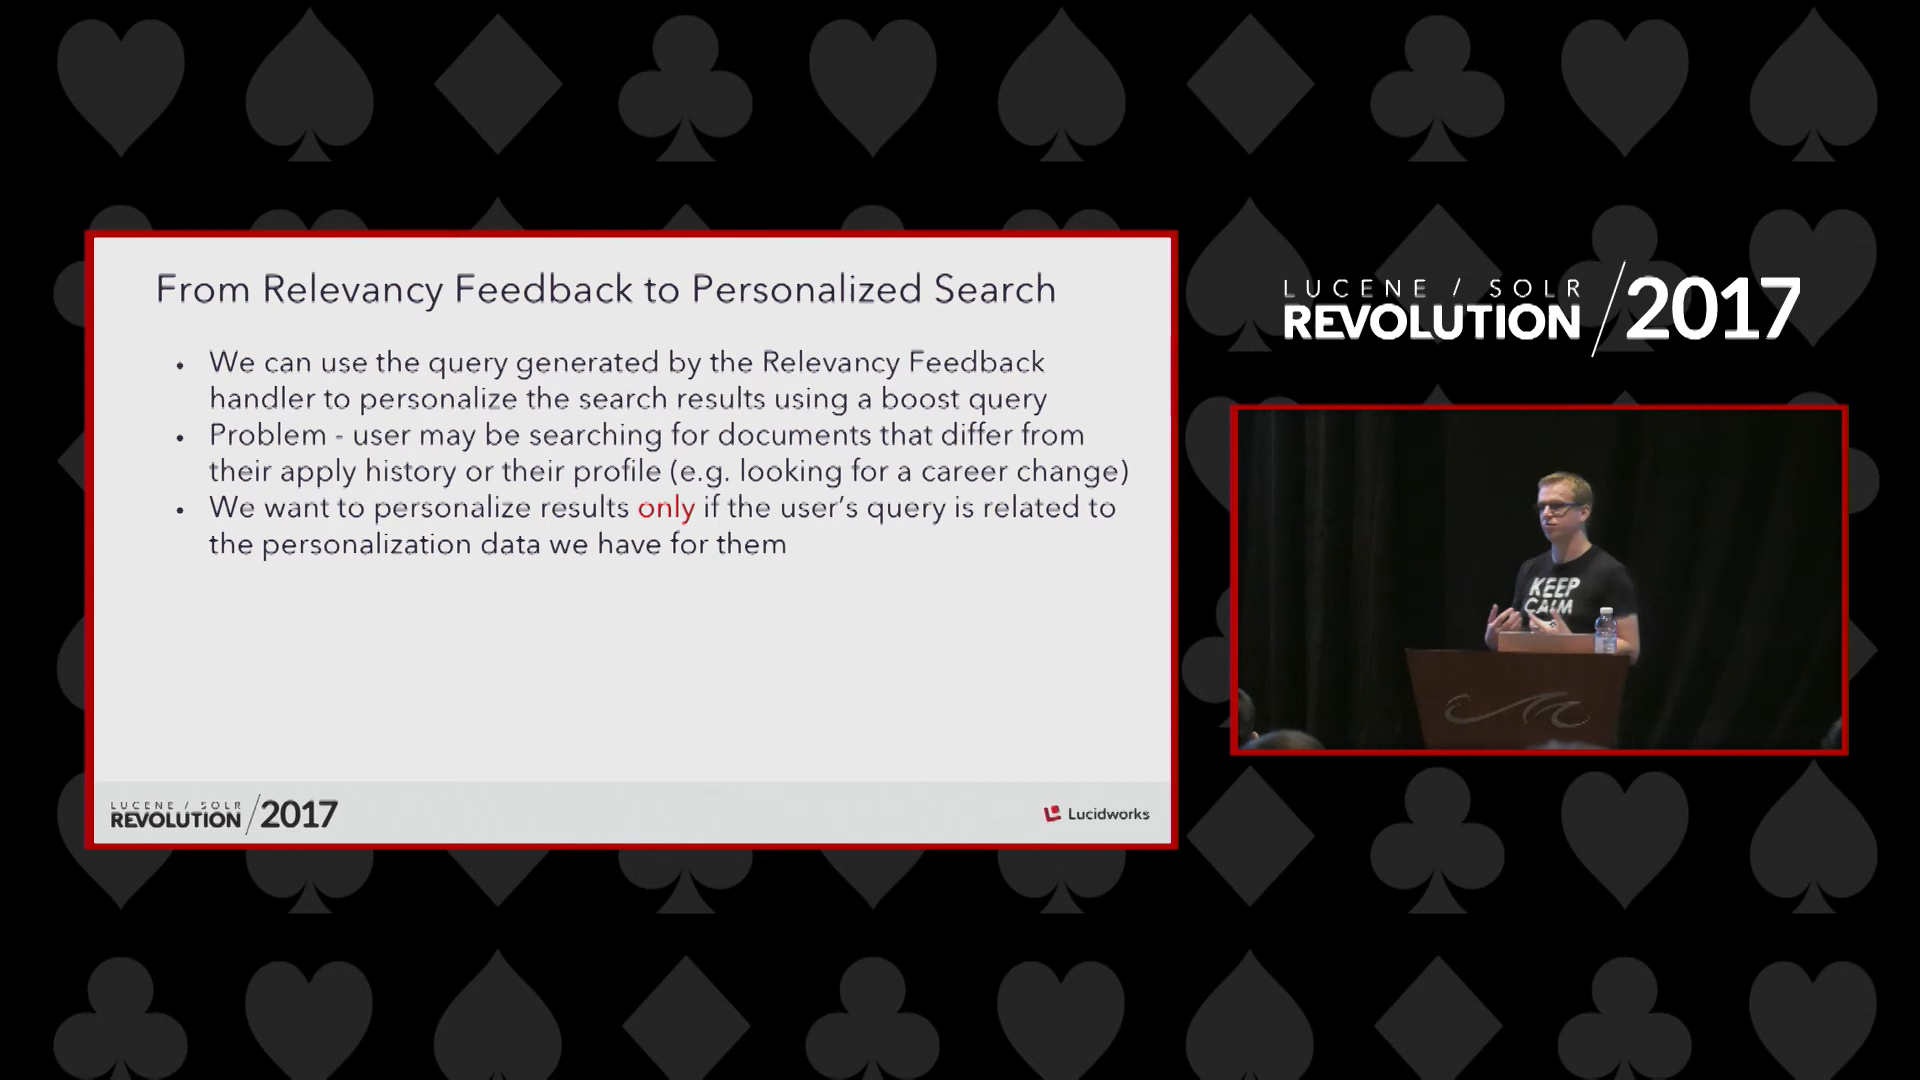 From Relevancy Feedback to Personalized Search
• We can use the query generated by the Relevancy Feedback
handler to personalize the search results using a boost query
• Problem - user may be searching for documents that differ from
their apply history or their profile (e.g. looking for a career change)
• We want to personalize results only if the user's query is related to
the personalization data we have for them
LUCENE / SOLR
REVOLUTION / 2017
Lucidworks
LUCENE / SOLR
REVOLUTION / 2017
KEEP
CALM